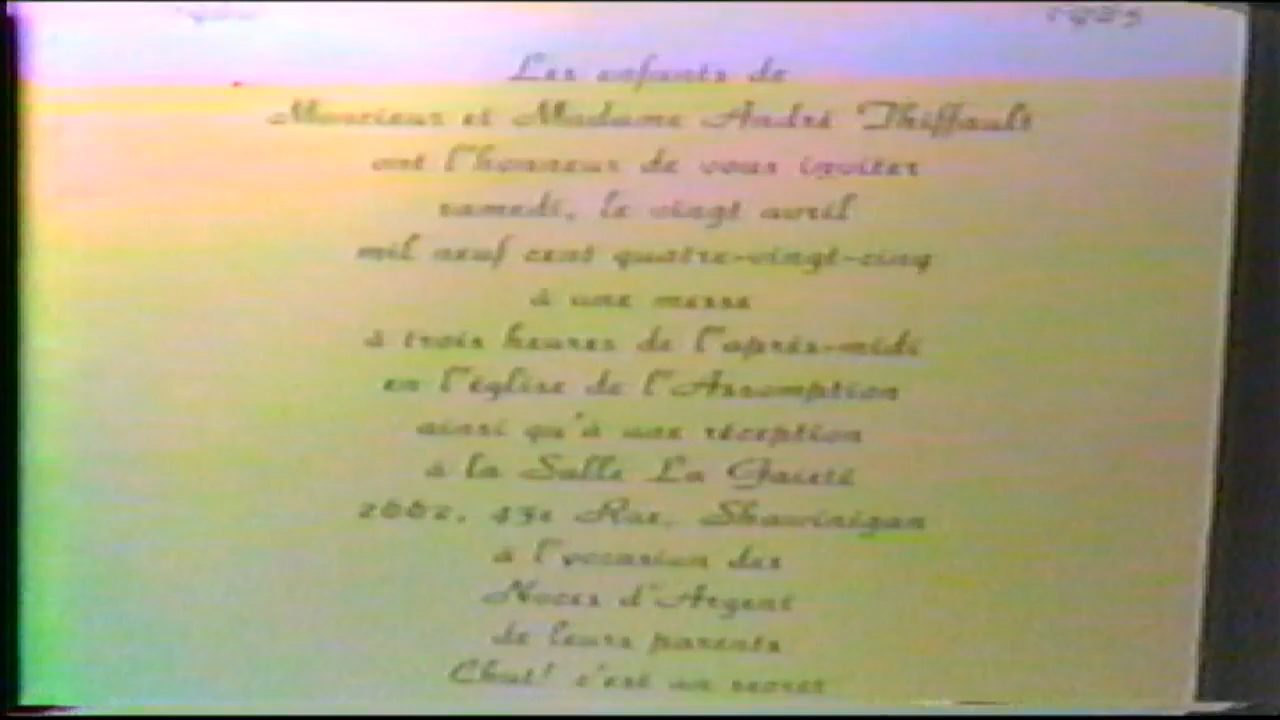 1985
Les enfants de
Monsieur et Madame André Thiffault
ont l'honneur de vous inviter
samedi, le vingt avril
mil neuf cent quatre-vingt-cinq
à une messe
à trois heures de l'après-midi
en l'église de l'Assomption
ainsi qu'à une réception
à la Salle La Gaieté
43e Rue, Shawinigan
à l'occasion des
Noces d'Argent
de leurs parents
Chut! c'est un secret